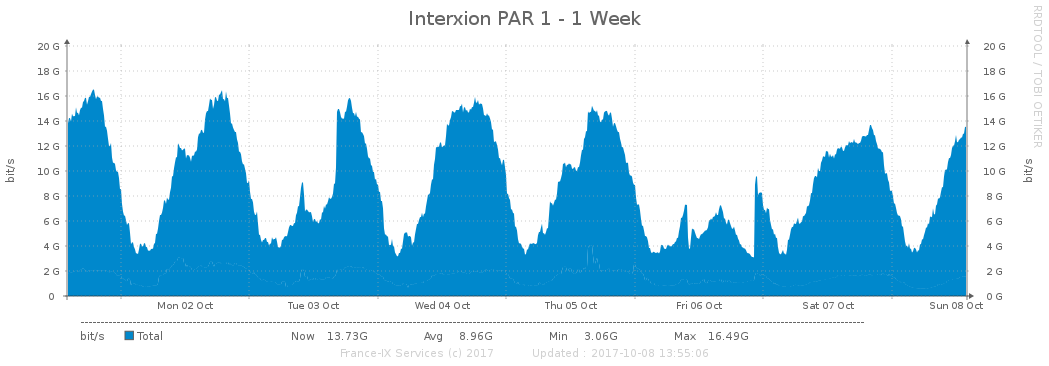 Interxion PAR 1 - 1 Week
RRDTOOL / TOBI OETIKER
bit/s
20 G 20 G
18 G 18 G
16 G 16 G
14 G 14 G
12 G 12 G
10 G 10 G
8 G 8 G
6 G 6 G
4 G 4 G
2 G 2 G
0 0 G
bit/s
Mon 02 Oct Tue 03 Oct Wed 04 Oct Thu 05 Oct Fri 06 Oct Sat 07 Oct Sun 08 Oct
bit/s Total Now 13.73G Avg 8.96G Min 3.06G Max 16.49G
France-IX Services (c) 2017 Updated : 2017-10-08 13:55:06